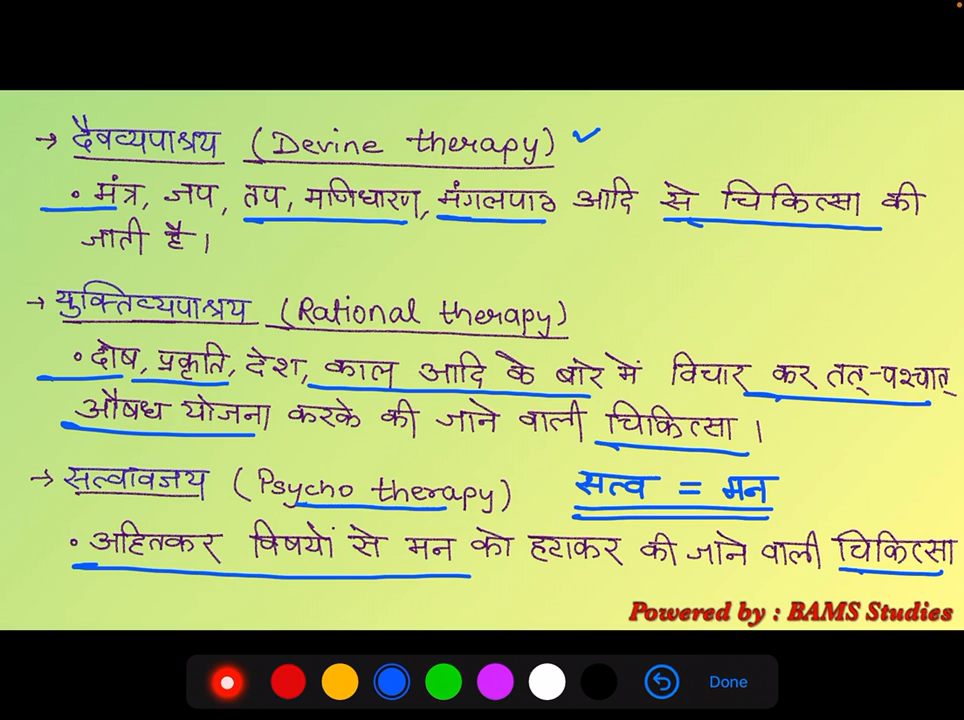 → दैवव्यपाश्रय (Devine therapy) ✓
• मंत्र, जप, तप, मणिधारण, मंगलपाठ आदि से चिकित्सा की
जाती है।
→ युक्तिव्यपाश्रय (Rational therapy)
• दोष, प्रकृति, देश, काल आदि के बारे में विचार कर तत्-पश्चात्
औषध योजना करके की जाने वाली चिकित्सा।
→ सत्वावजय (Psycho therapy) सत्व = मन
• अहितकर विषयों से मन को हटाकर की जाने वाली चिकित्सा
Powered by : BAMS Studies
Done